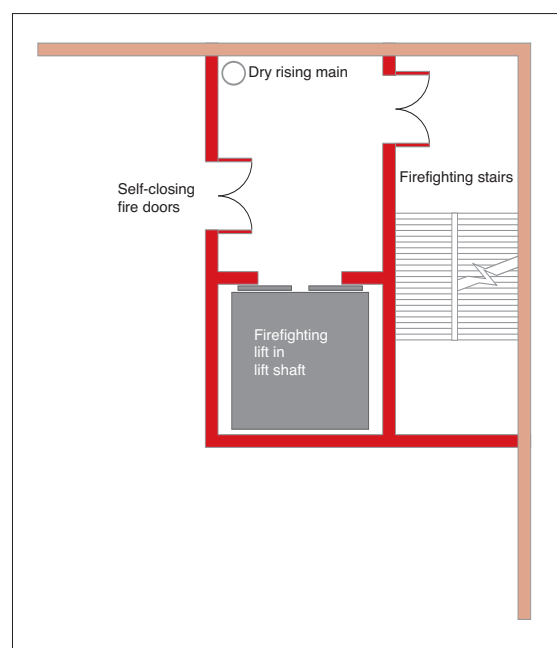 Dry rising main
Self-closing
fire doors
Firefighting stairs
Firefighting
lift in
lift shaft